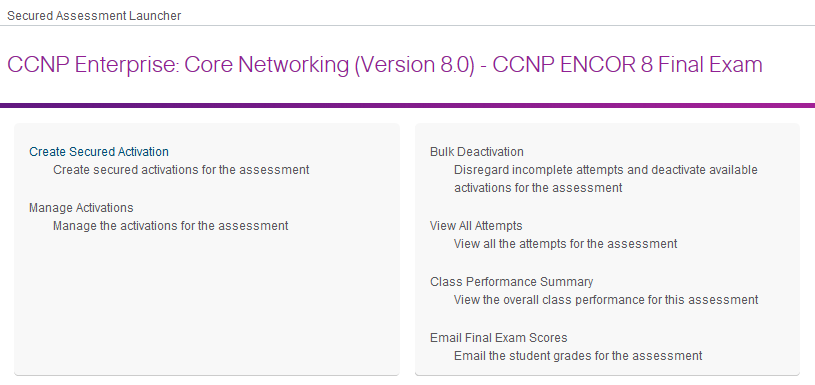 Secured Assessment Launcher
CCNP Enterprise: Core Networking (Version 8.0) - CCNP ENCOR 8 Final Exam
Create Secured Activation
Create secured activations for the assessment
Manage Activations
Manage the activations for the assessment
Bulk Deactivation
Disregard incomplete attempts and deactivate available
activations for the assessment
View All Attempts
View all the attempts for the assessment
Class Performance Summary
View the overall class performance for this assessment
Email Final Exam Scores
Email the student grades for the assessment